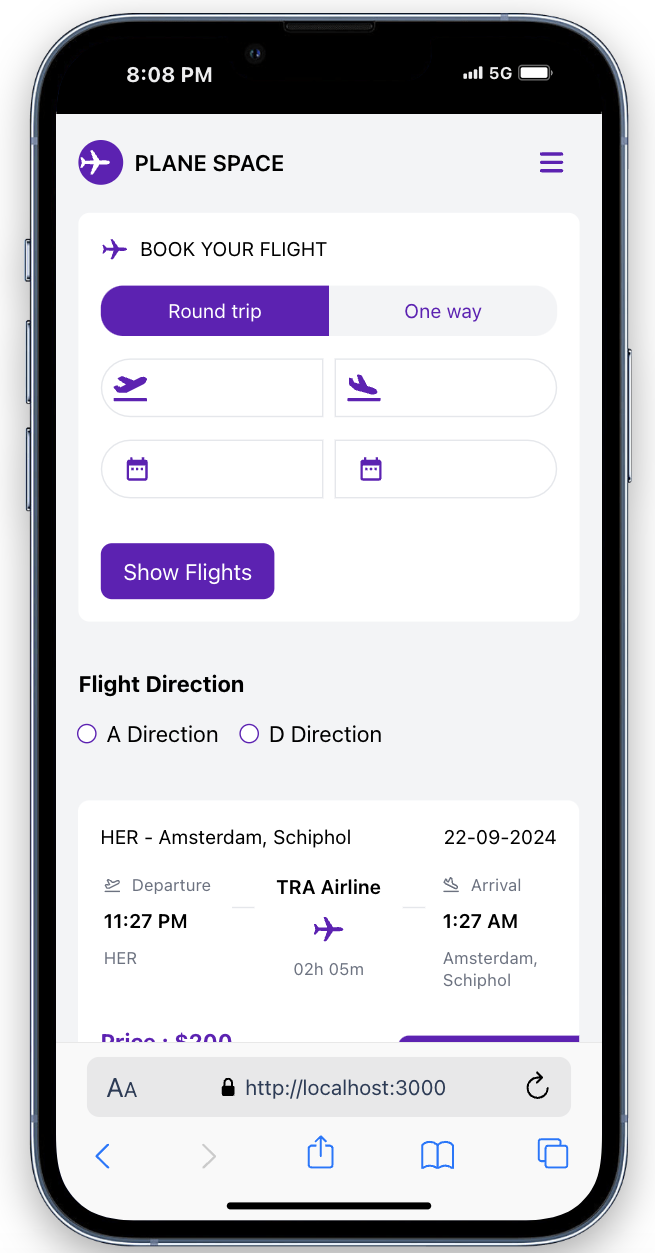 8:08 PM 5G
PLANE SPACE
BOOK YOUR FLIGHT
Round trip One way
Show Flights
Flight Direction
A Direction D Direction
HER - Amsterdam, Schiphol 22-09-2024
Departure TRA Airline Arrival
11:27 PM 1:27 AM
HER 02h 05m Amsterdam,
Schiphol
Price : $200
AA http://localhost:3000